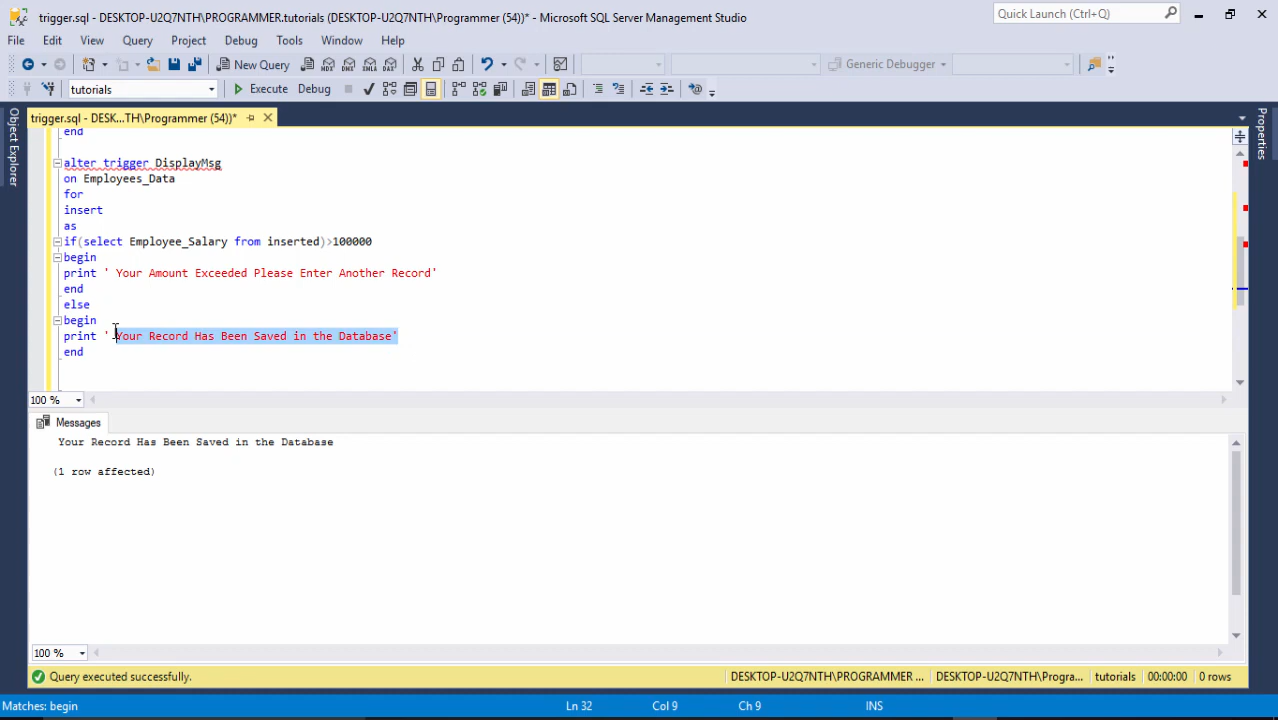 trigger.sql - DESKTOP-U2Q7NTH\PROGRAMMER.tutorials (DESKTOP-U2Q7NTH\Programmer (54))* - Microsoft SQL Server Management Studio
Quick Launch (Ctrl+Q)
File Edit View Query Project Debug Tools Window Help
New Query
MDX DMX XMLA DAX
Generic Debugger
tutorials
Execute Debug
trigger.sql - DESK...TH\Programmer (54))*
Object Explorer
Properties
end
alter trigger DisplayMsg
on Employees_Data
for
insert
as
if(select Employee_Salary from inserted)>100000
begin
print ' Your Amount Exceeded Please Enter Another Record'
end
else
begin
print ' Your Record Has Been Saved in the Database'
end
100 %
Messages
Your Record Has Been Saved in the Database
(1 row affected)
100 %
Query executed successfully.
DESKTOP-U2Q7NTH\PROGRAMMER ... DESKTOP-U2Q7NTH\Progra... tutorials 00:00:00 0 rows
Matches: begin
Ln 32 Col 9 Ch 9 INS